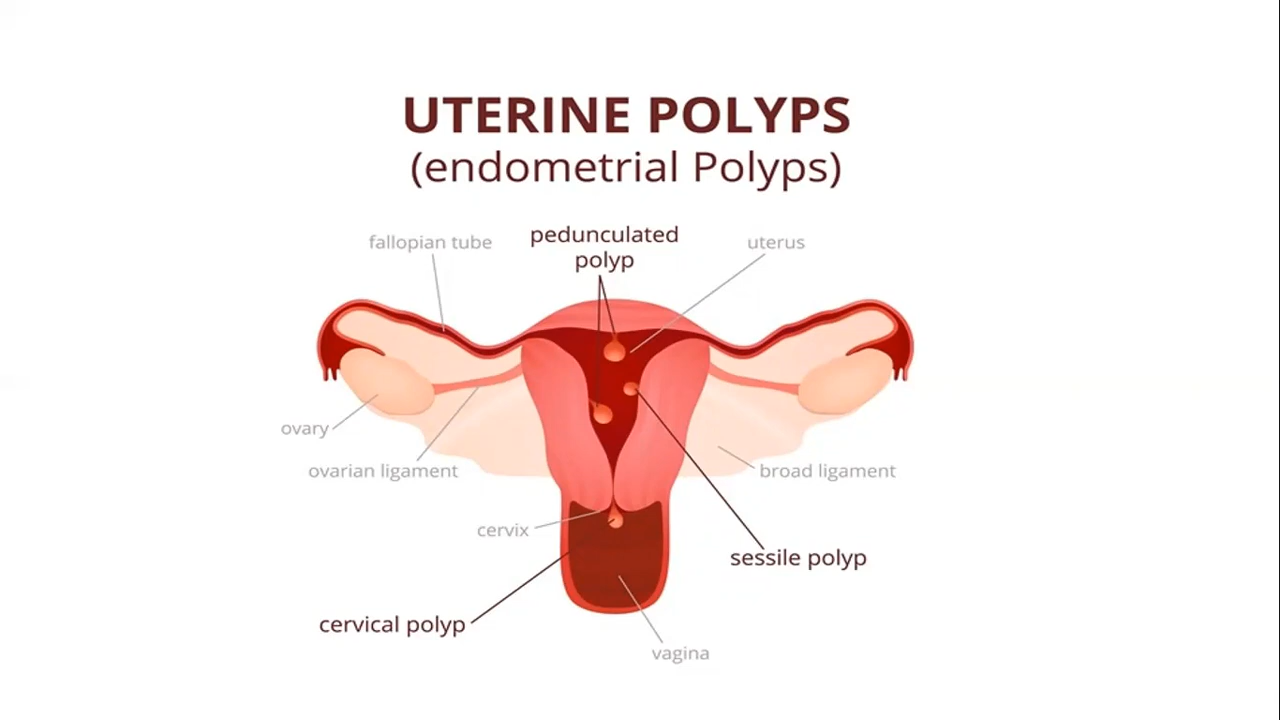 UTERINE POLYPS
(endometrial Polyps)
fallopian tube
pedunculated
polyp
uterus
ovary
ovarian ligament
broad ligament
cervix
sessile polyp
cervical polyp
vagina